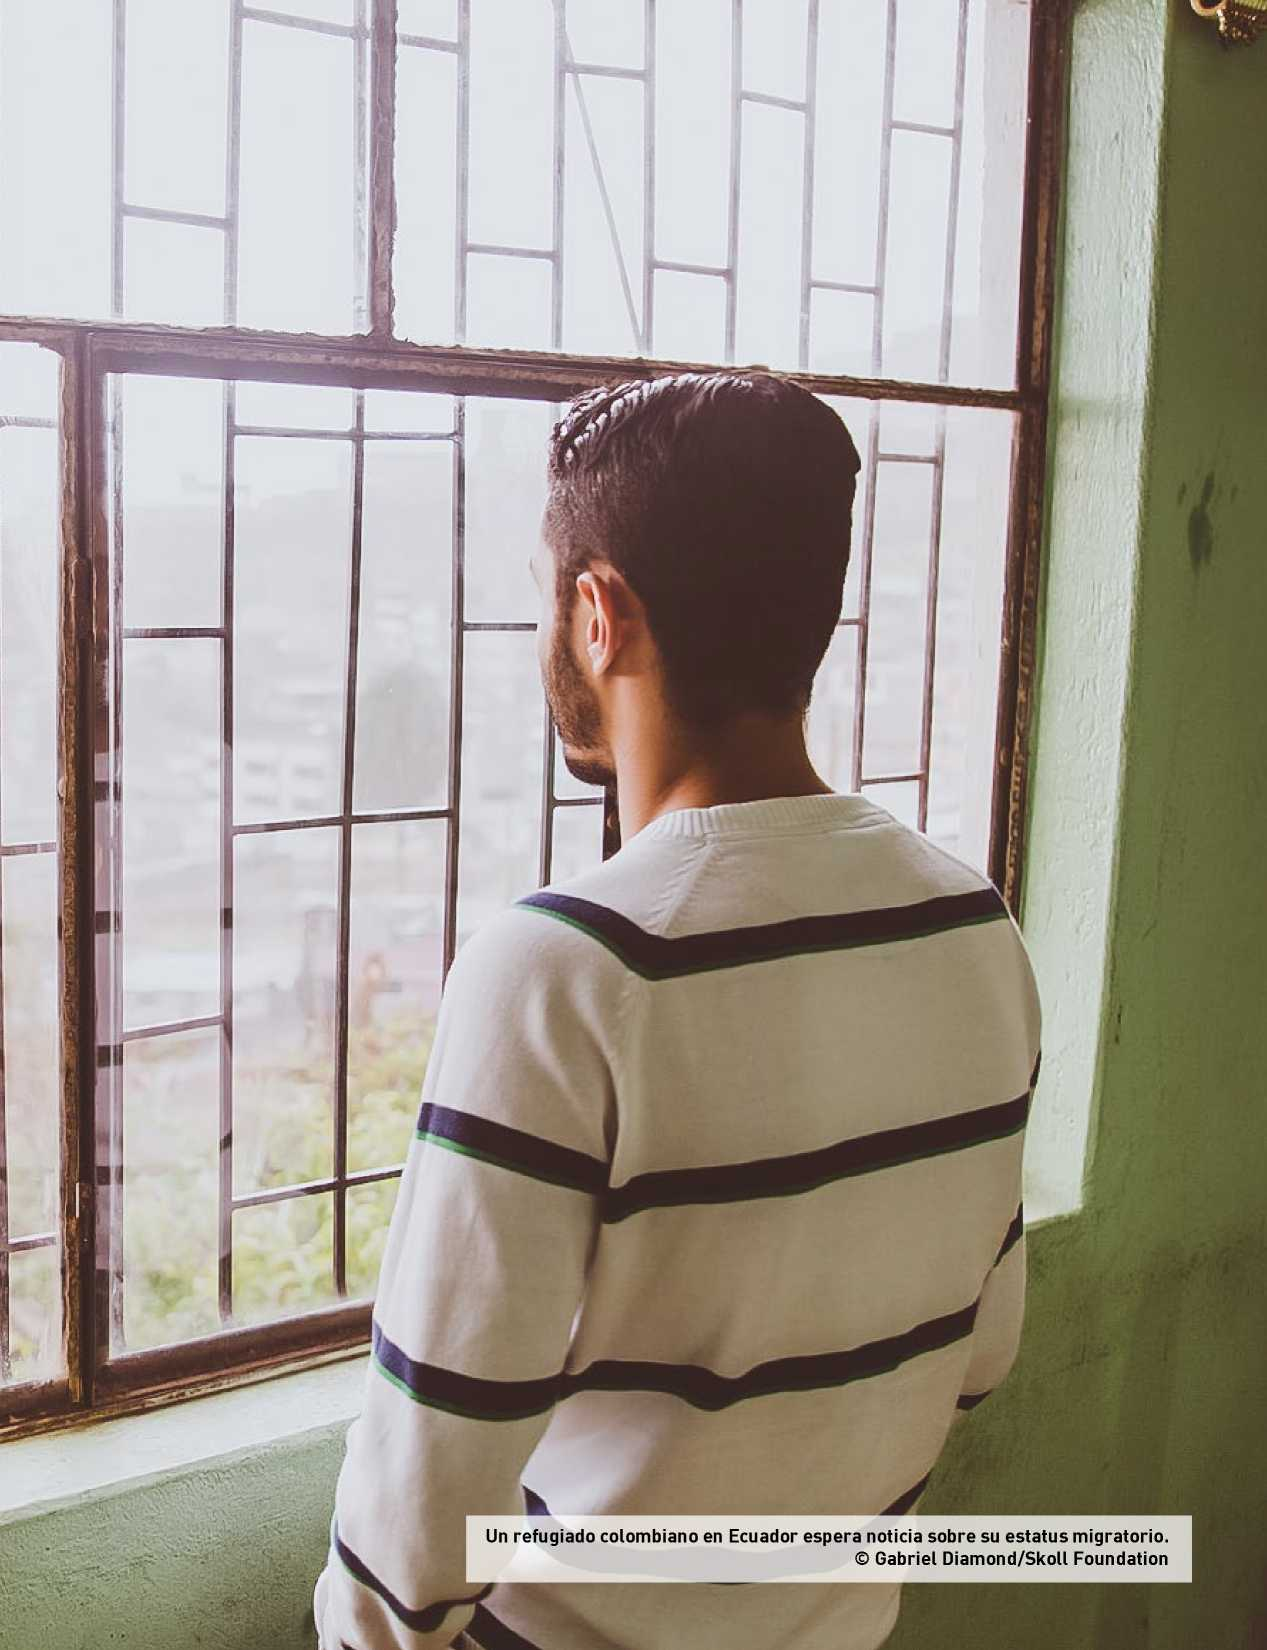 Un refugiado colombiano en Ecuador espera noticia sobre su estatus migratorio.
© Gabriel Diamond/Skoll Foundation